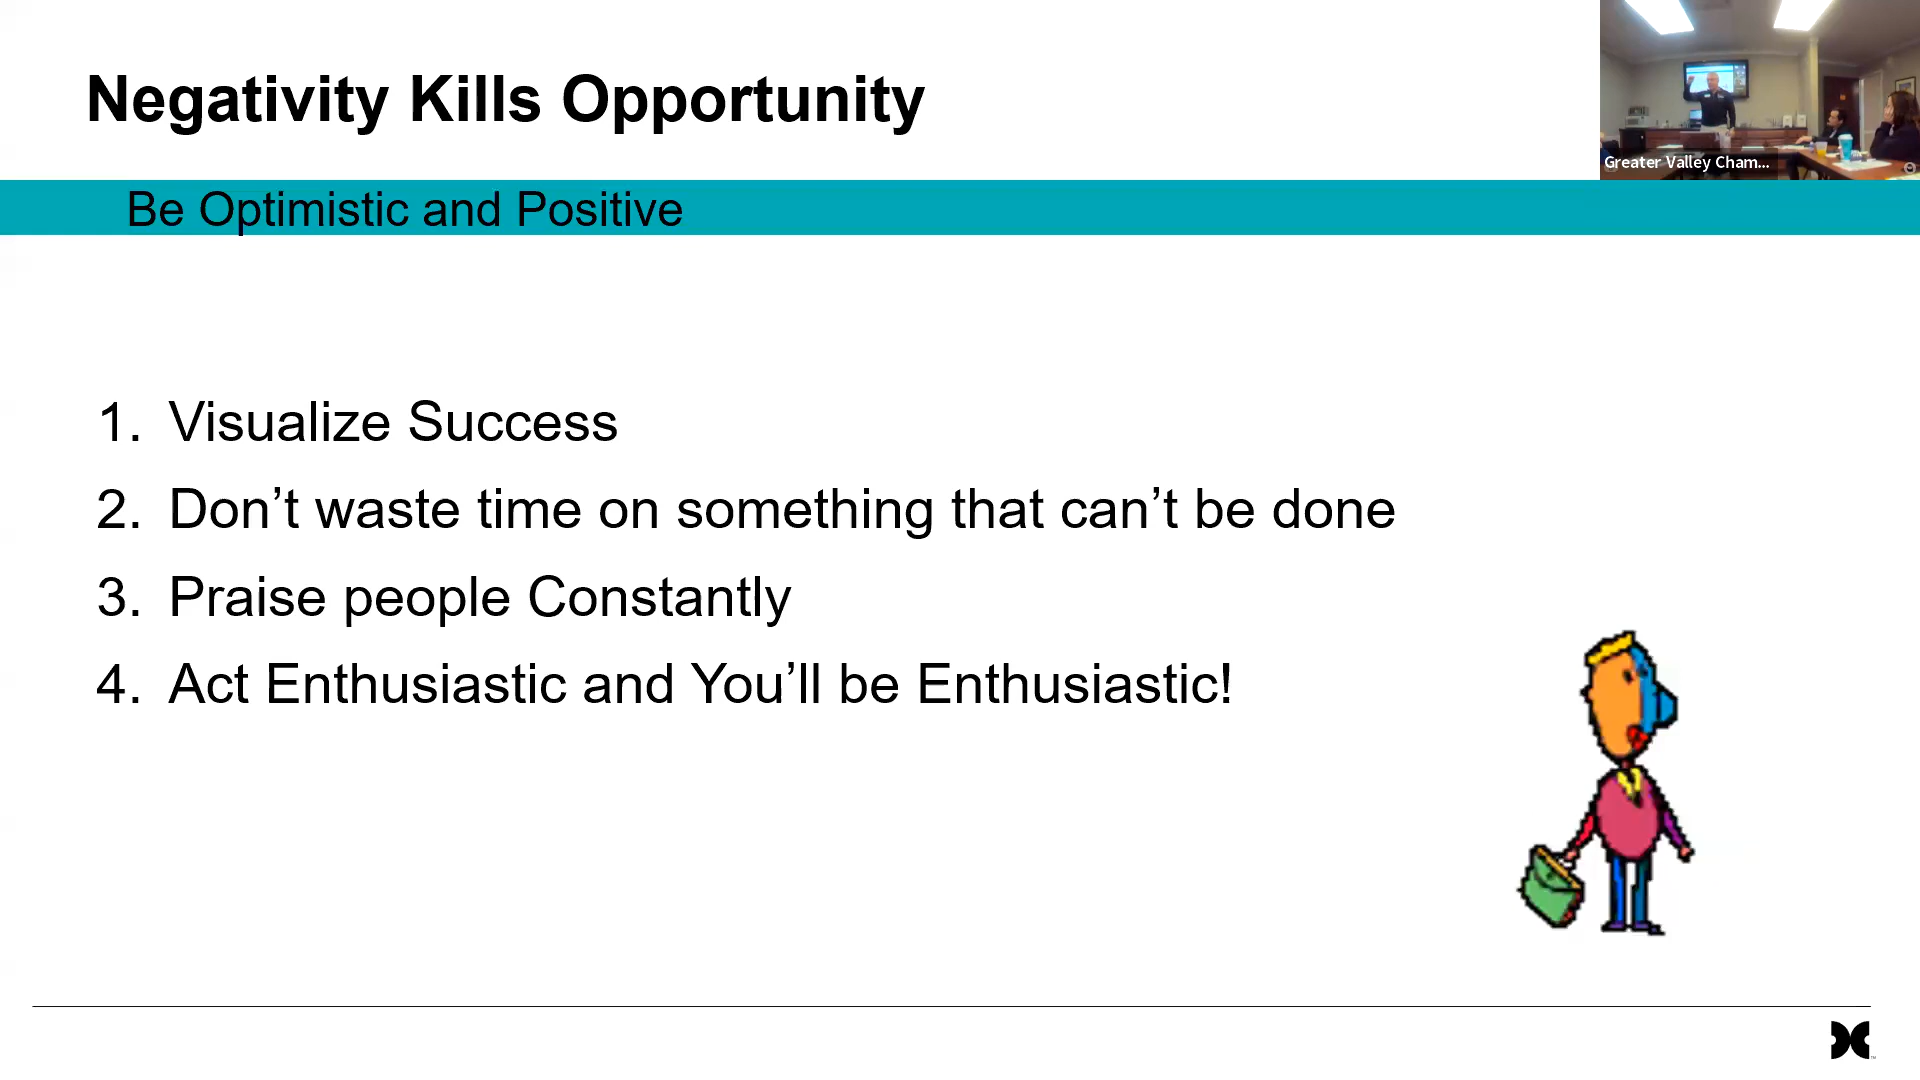 Negativity Kills Opportunity
Greater Valley Cham...
Be Optimistic and Positive
1. Visualize Success
2. Don’t waste time on something that can’t be done
3. Praise people Constantly
4. Act Enthusiastic and You’ll be Enthusiastic!